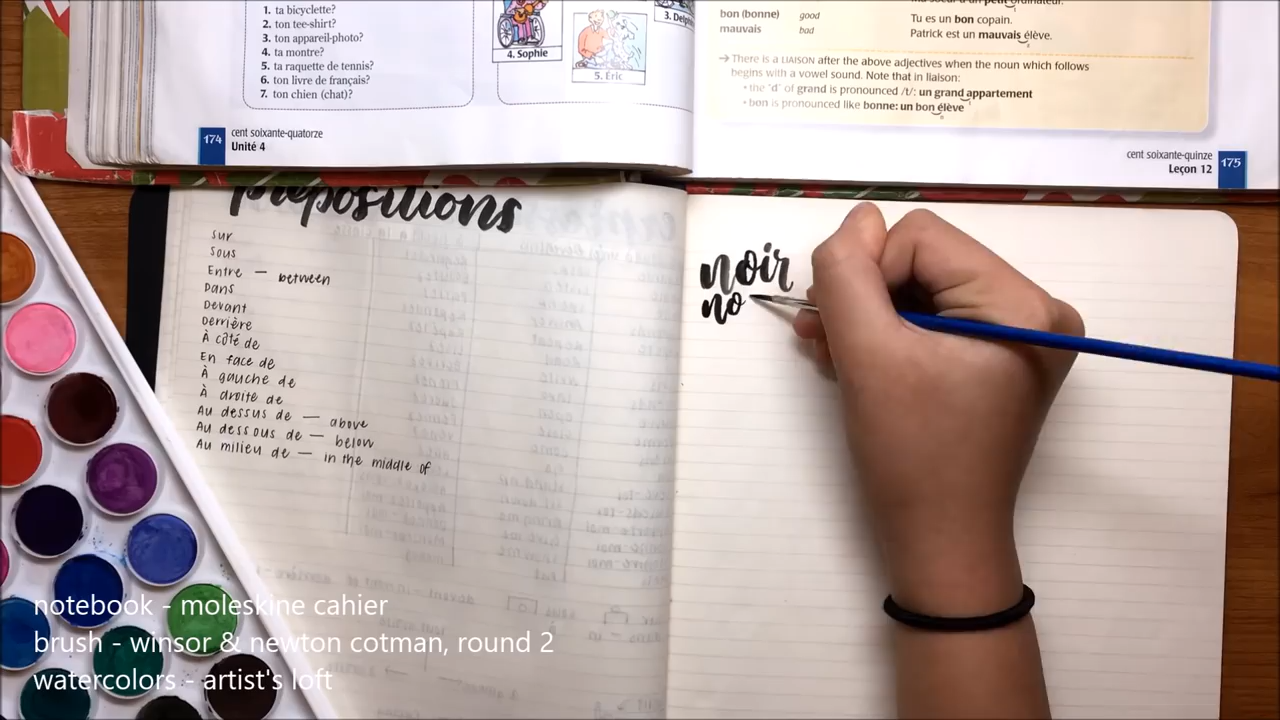 1. ta bicyclette?
2. ton tee-shirt?
3. ton appareil-photo?
4. ta montre?
5. ta raquette de tennis?
6. ton livre de français?
7. ton chien (chat)?
4. Sophie
5. Éric
cent soixante-quatorze
174 Unité 4
bon (bonne) good
mauvais bad
Tu es un bon copain.
Patrick est un mauvais élève.
→ There is a LIAISON after the above adjectives when the noun which follows
begins with a vowel sound. Note that in liaison:
• the "d" of grand is pronounced /t/: un grand appartement
• bon is pronounced like bonne: un bon élève
cent soixante-quinze 175
Leçon 12
prepositions
Sur
Sous
Entre — between
Dans
Devant
Derrière
À côté de
En face de
À gauche de
À droite de
Au dessus de — above
Au dessous de — below
Au milieu de — in the middle of
noir
no
notebook - moleskine cahier
brush - winsor & newton cotman, round 2
watercolors - artist's loft